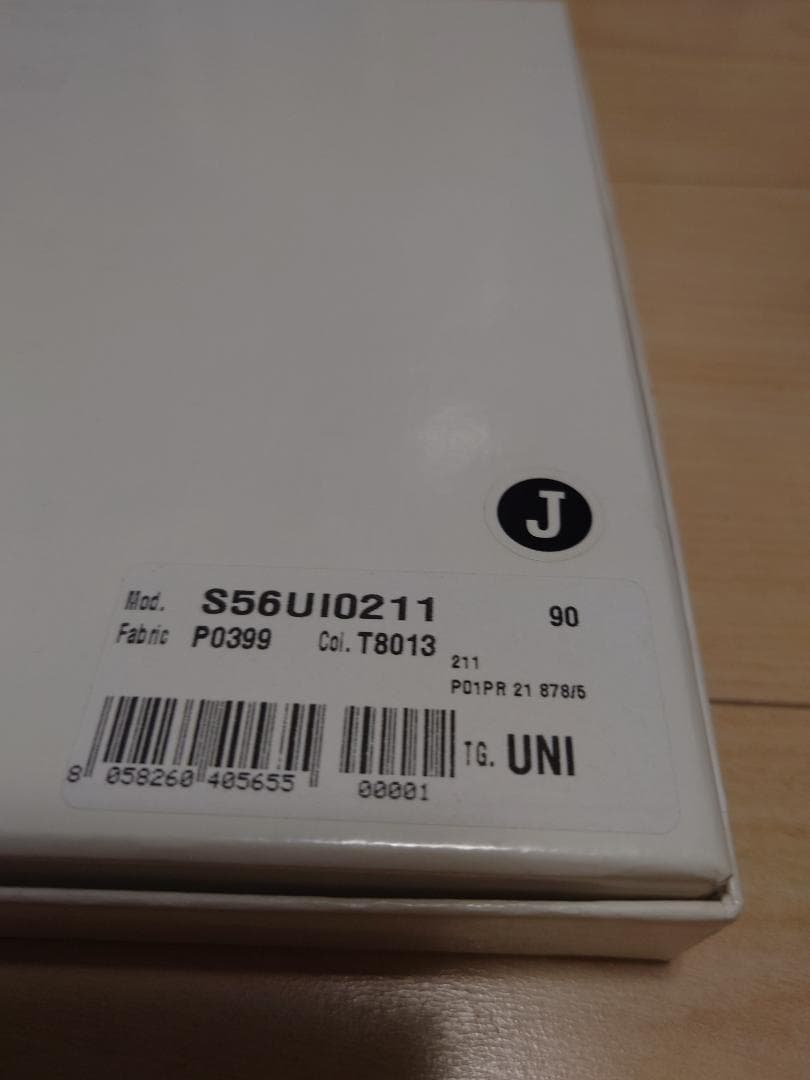 J
Mod. S56UI0211 90
Fabric P0399 Col. T8013
211
P01PR 21 878/5
TG. UNI
8 058260 405655 00001